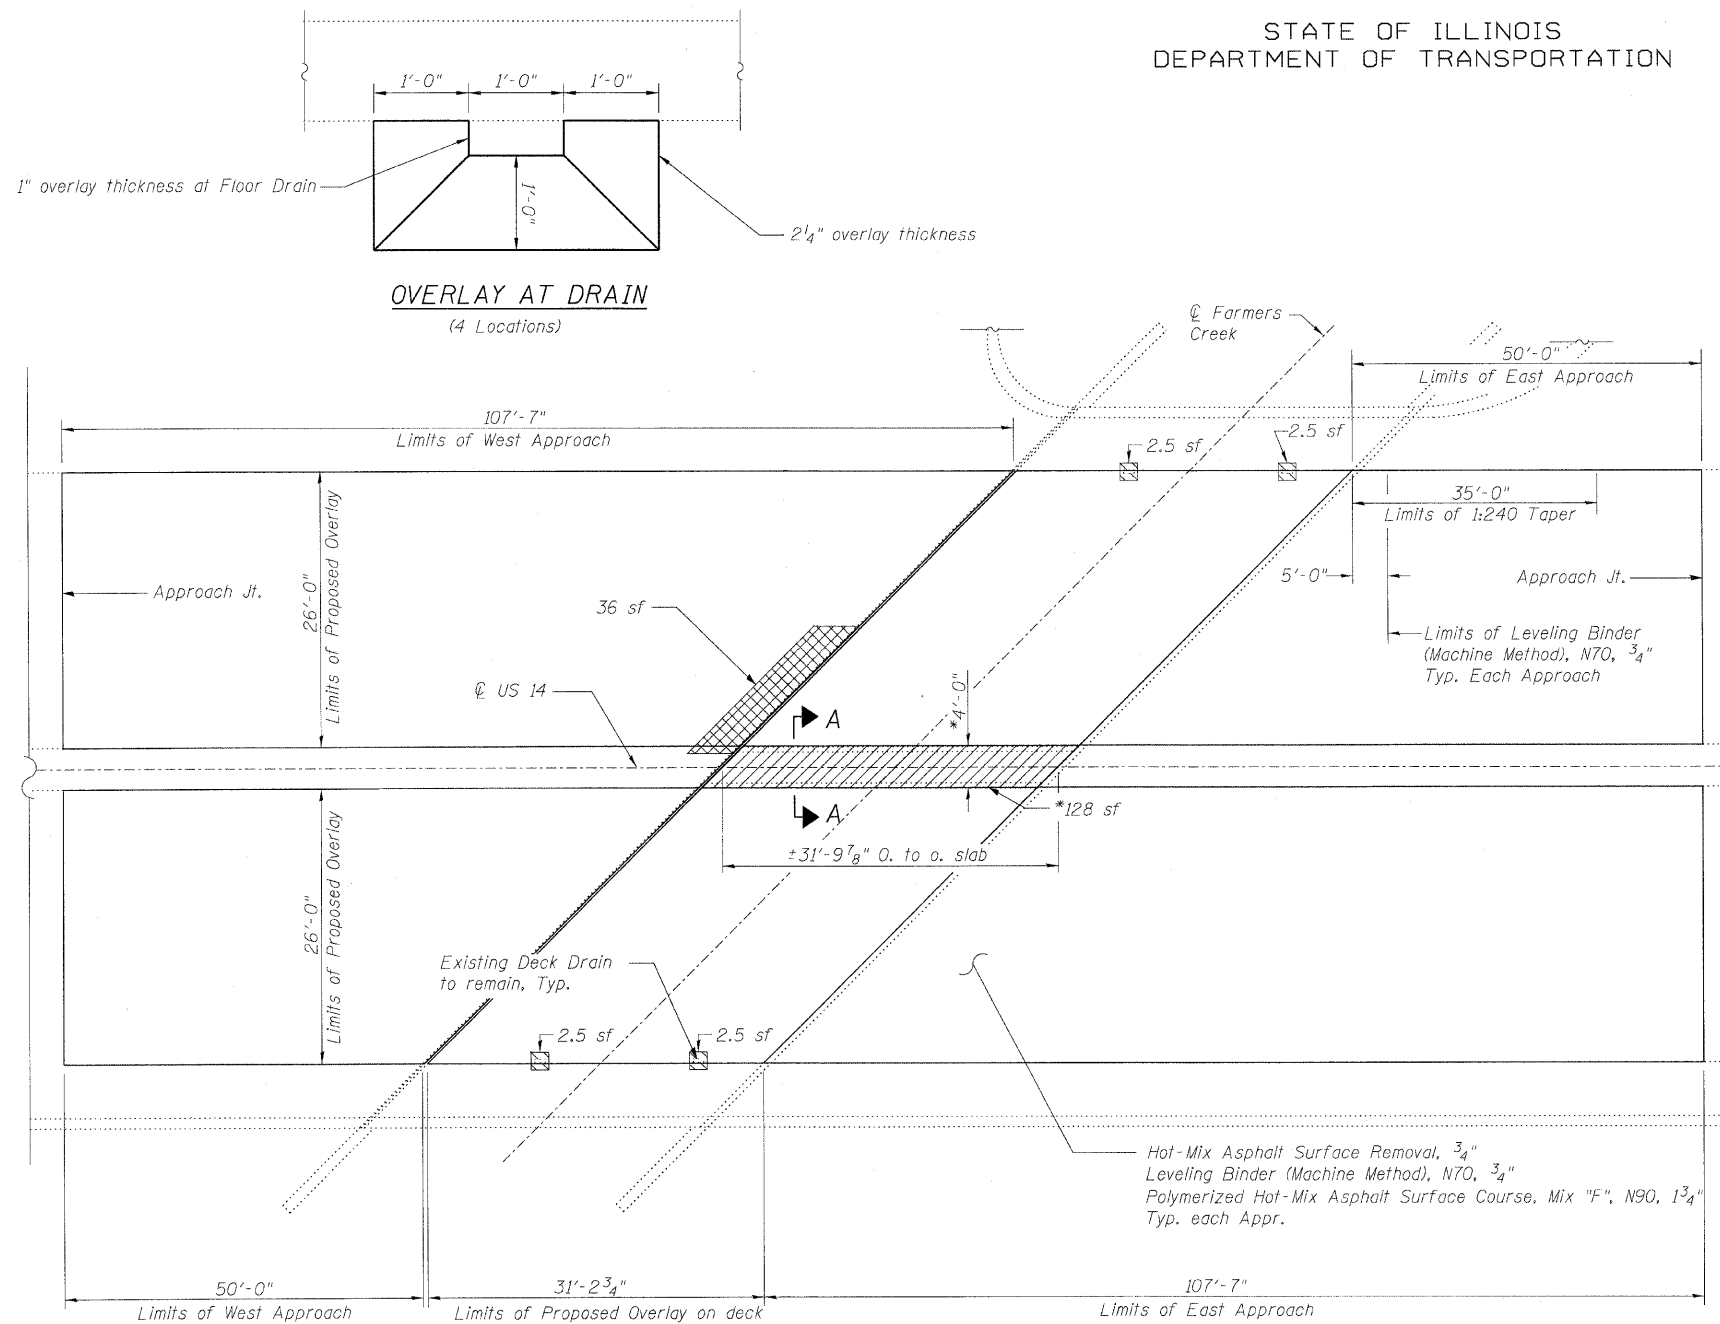 STATE OF ILLINOIS
DEPARTMENT OF TRANSPORTATION
1'-0"
1'-0"
1'-0"
1" overlay thickness at Floor Drain
1'-0"
2 1/4" overlay thickness
OVERLAY AT DRAIN
(4 Locations)
℄ Farmers
Creek
50'-0"
Limits of East Approach
107'-7"
Limits of West Approach
2.5 sf
2.5 sf
35'-0"
Limits of 1:240 Taper
26'-0"
Limits of Proposed Overlay
Approach Jt.
5'-0"
Approach Jt.
36 sf
Limits of Leveling Binder
(Machine Method), N70, 3/4"
Typ. Each Approach
℄ US 14
*4'-0"
A
A
*128 sf
±31'-9 7/8" O. to o. slab
26'-0"
Limits of Proposed Overlay
Existing Deck Drain
to remain, Typ.
2.5 sf
2.5 sf
Hot-Mix Asphalt Surface Removal, 3/4"
Leveling Binder (Machine Method), N70, 3/4"
Polymerized Hot-Mix Asphalt Surface Course, Mix "F", N90, 1 3/4"
Typ. each Appr.
50'-0"
Limits of West Approach
31'-2 3/4"
Limits of Proposed Overlay on deck
107'-7"
Limits of East Approach